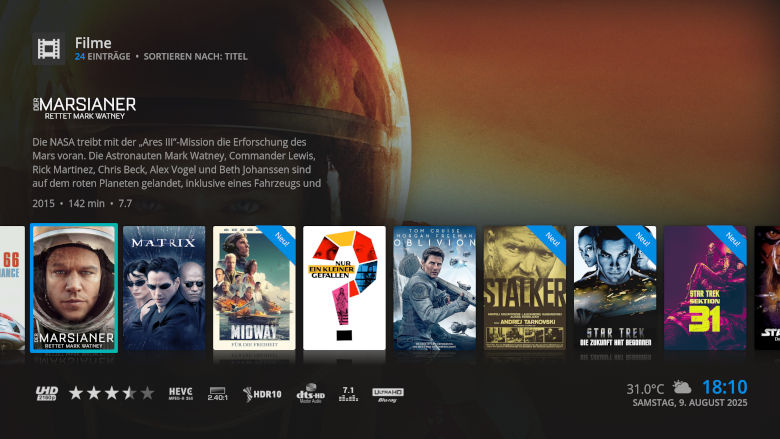 Filme
24 EINTRÄGE • SORTIEREN NACH: TITEL
DER MARSIANER
RETTET MARK WATNEY
Die NASA treibt mit der „Ares III"-Mission die Erforschung des
Mars voran. Die Astronauten Mark Watney, Commander Lewis,
Rick Martinez, Chris Beck, Alex Vogel und Beth Johanssen sind
auf dem roten Planeten gelandet, inklusive eines Fahrzeugs und
2015 • 142 min • 7.7
66
DER MARSIANER
RETTET MARK WATNEY
MATRIX
Neu!
MIDWAY
FÜR DIE FREIHEIT
NUR
EIN KLEINER
GEFALLEN
TOM CRUISE
MORGAN FREEMAN
OBLIVION
Neu!
STALKER
ANDREJ TARKOWSKI
Neu!
STAR TREK
DIE ZUKUNFT HAT BEGONNEN
Neu!
STAR TREK
SEKTION
31
UHD
2160p
HEVC
MPEG-H 265
2.40:1
HDR10
dts-HD
Master Audio
7.1
ULTRA HD
Blu-ray
31.0°C
18:10
SAMSTAG, 9. AUGUST 2025